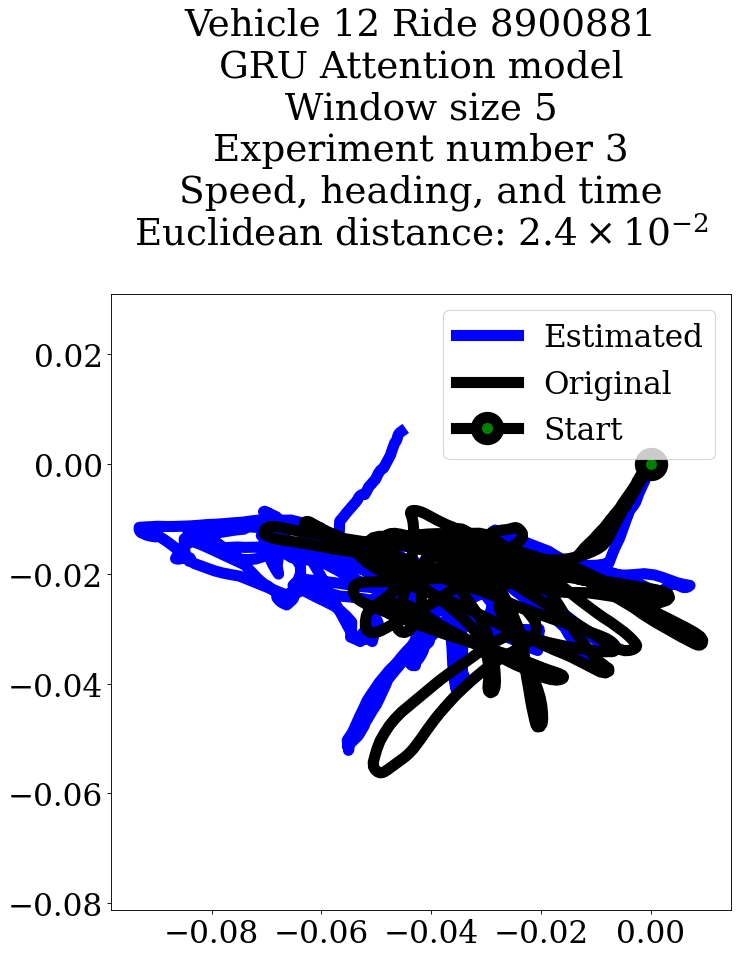 Vehicle 12 Ride 8900881
GRU Attention model
Window size 5
Experiment number 3
Speed, heading, and time
Euclidean distance: 2.4 × 10⁻²
Estimated
Original
Start
0.02
0.00
−0.02
−0.04
−0.06
−0.08
−0.08 −0.06 −0.04 −0.02 0.00